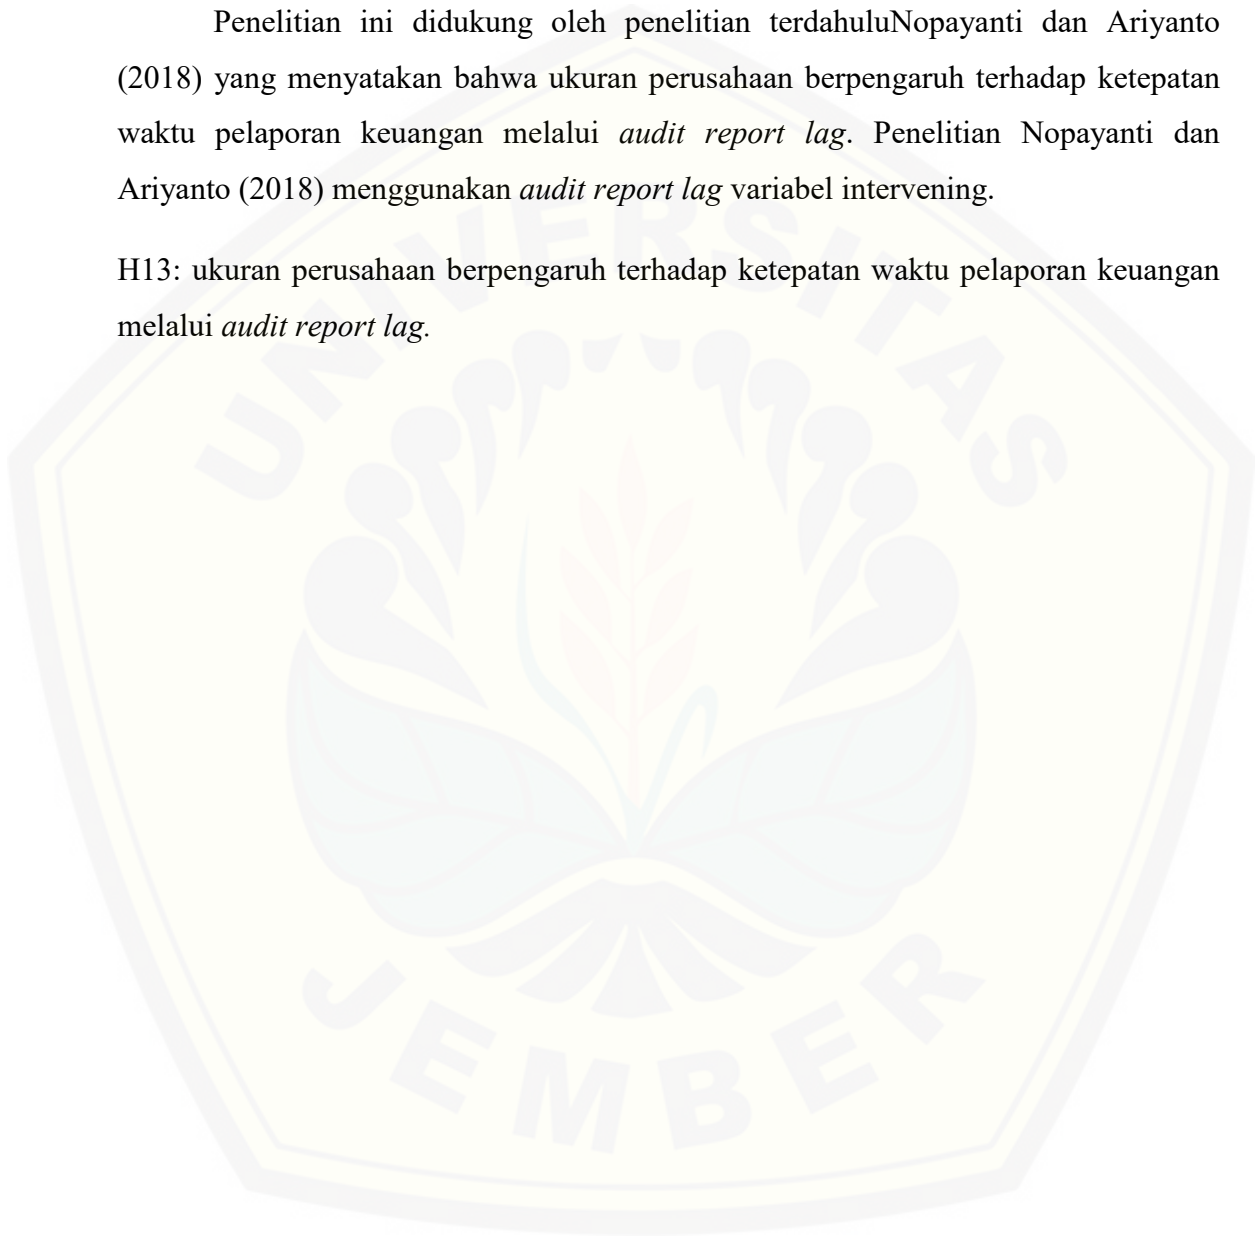 Penelitian ini didukung oleh penelitian terdahuluNopayanti dan Ariyanto
(2018) yang menyatakan bahwa ukuran perusahaan berpengaruh terhadap ketepatan
waktu pelaporan keuangan melalui audit report lag. Penelitian Nopayanti dan
Ariyanto (2018) menggunakan audit report lag variabel intervening.
H13: ukuran perusahaan berpengaruh terhadap ketepatan waktu pelaporan keuangan
melalui audit report lag.
UNIVERSITAS
JEMBER